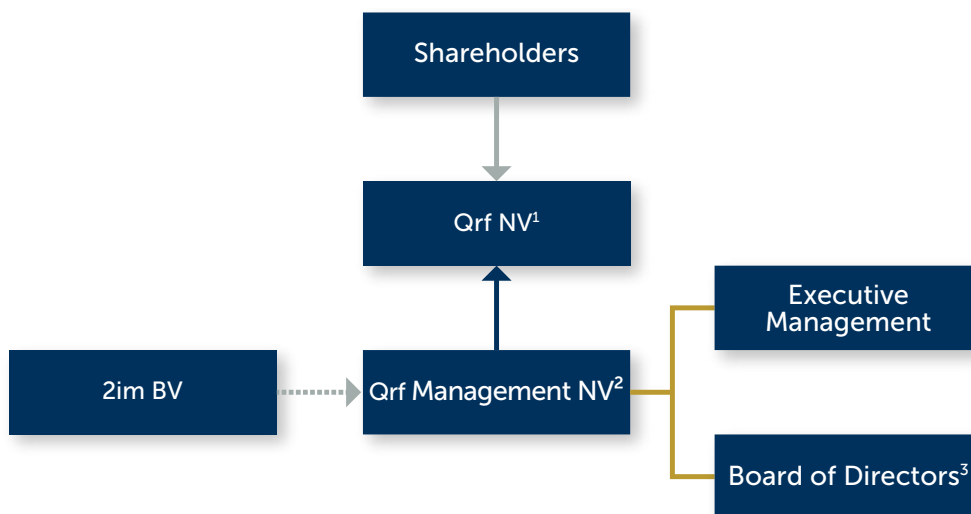 Shareholders
Qrf NV¹
Executive
Management
2im BV
Qrf Management NV²
Board of Directors³